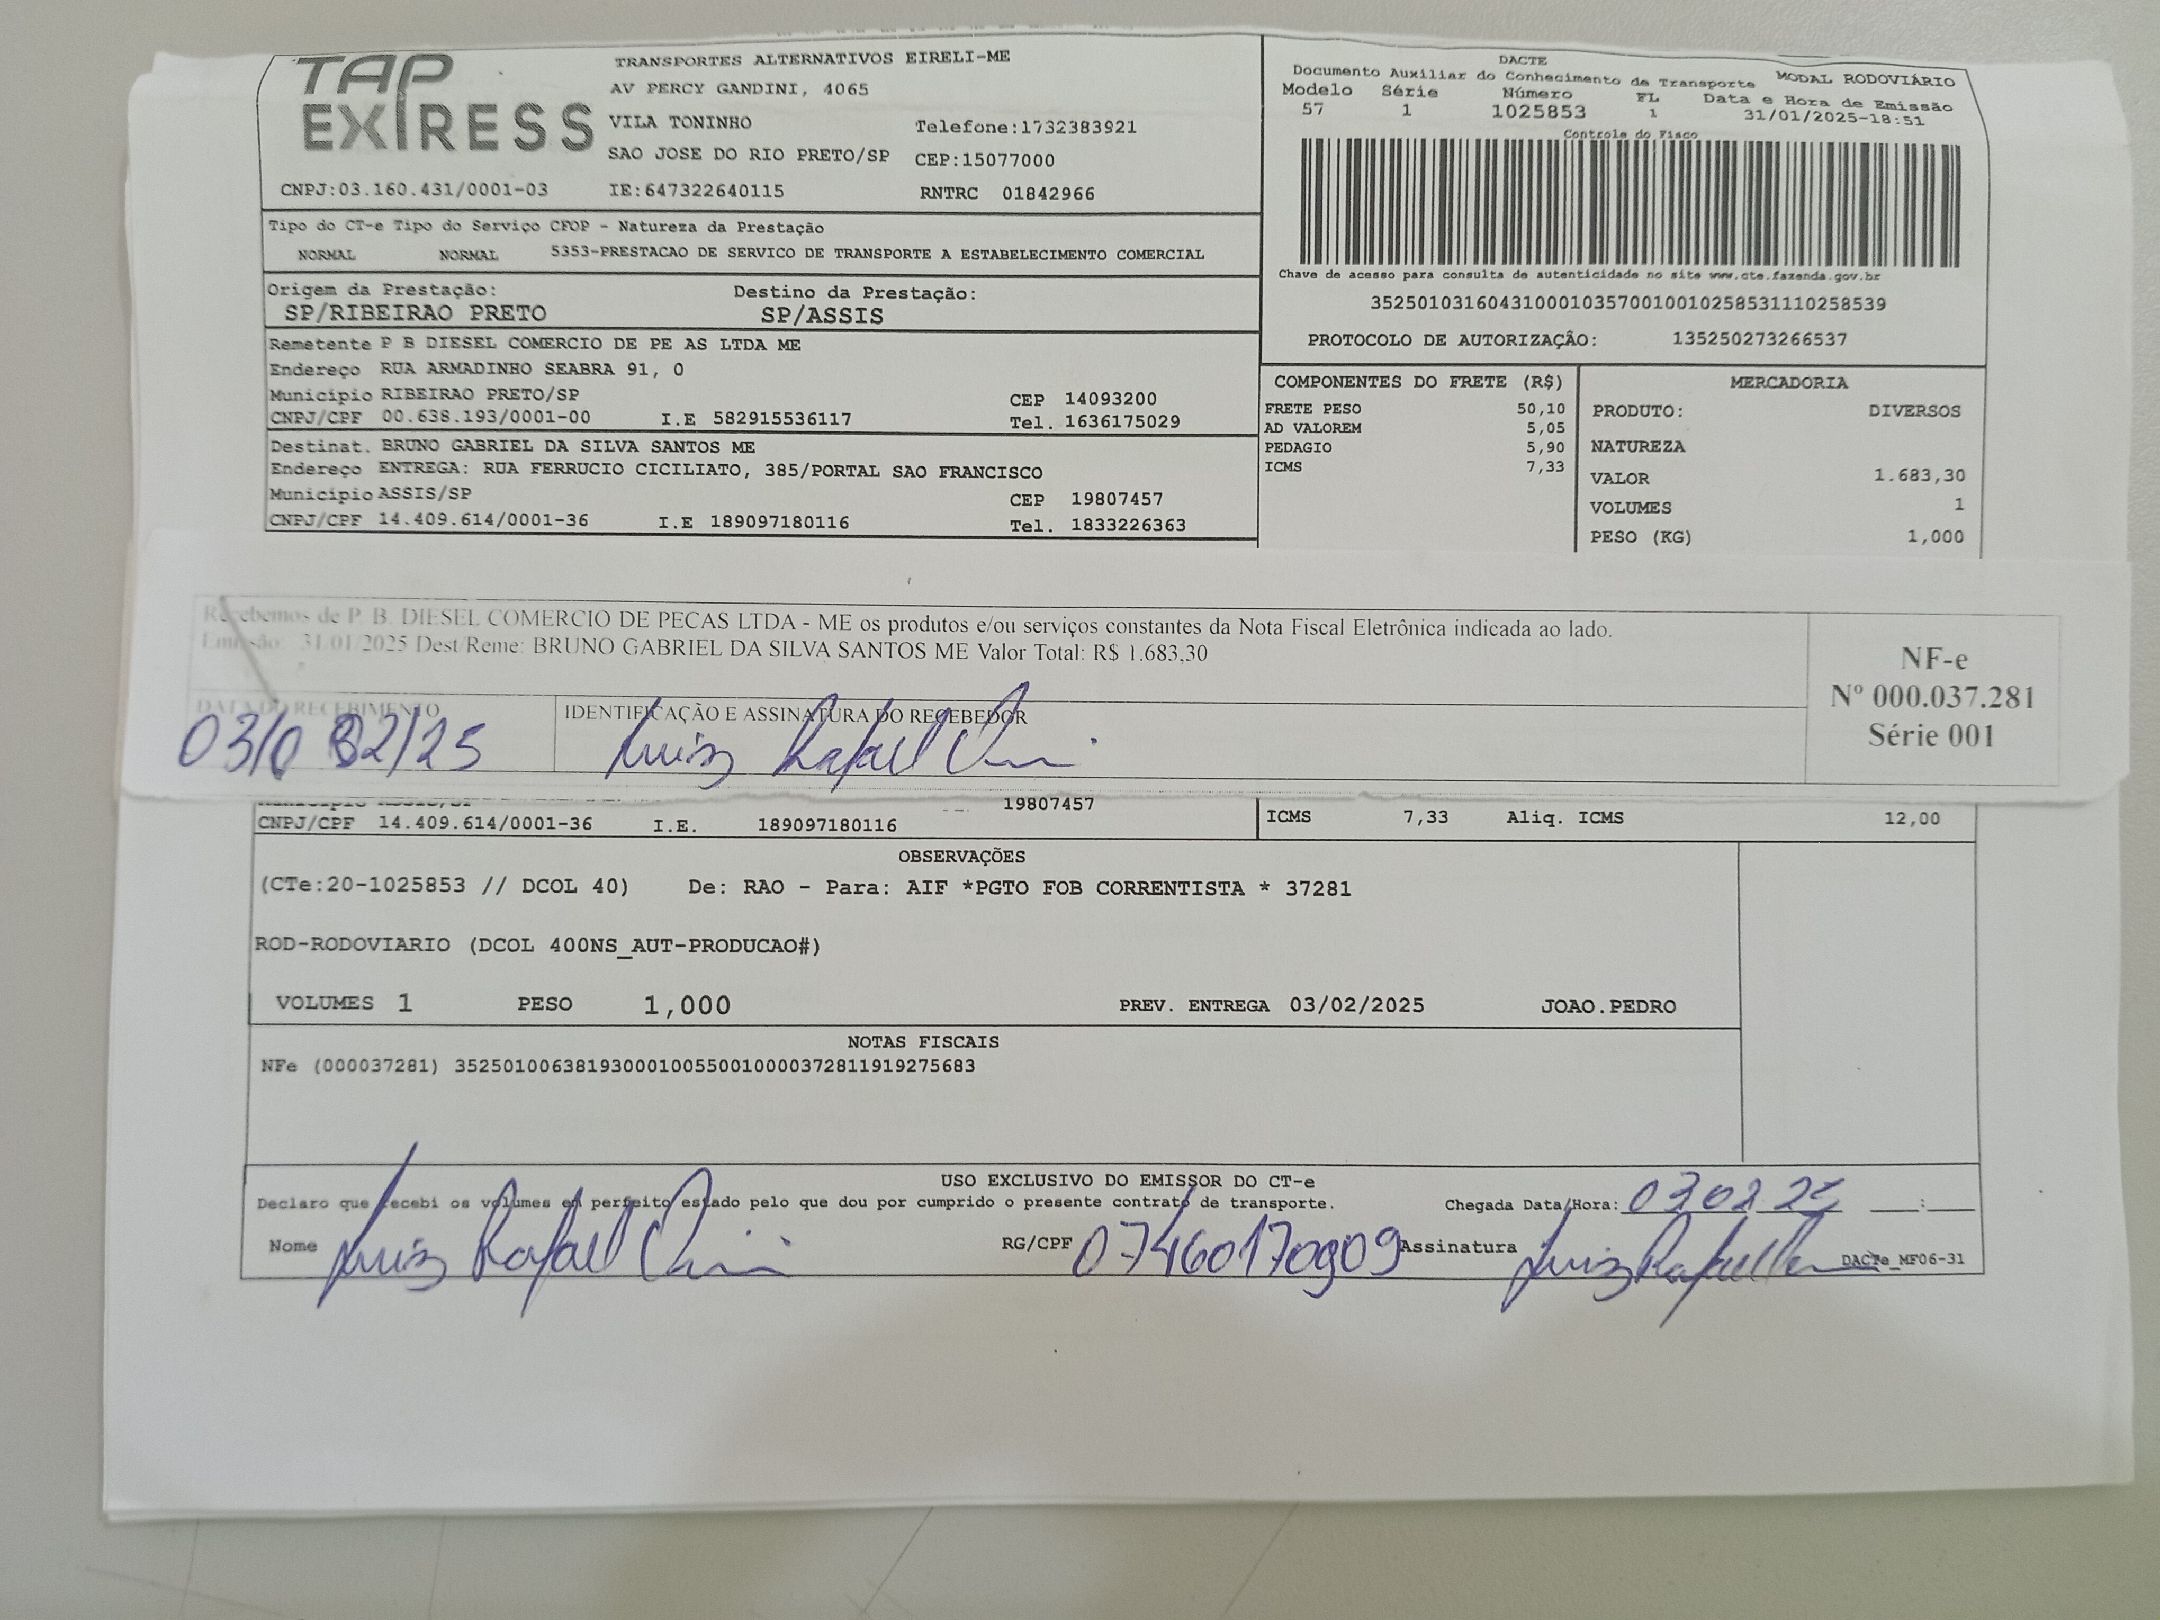 TAP
EXPRESS
TRANSPORTES ALTERNATIVOS EIRELI-ME
AV PERCY GANDINI, 4065
VILA TONINHO Telefone:1732383921
SAO JOSE DO RIO PRETO/SP CEP:15077000
CNPJ:03.160.431/0001-03 IE:647322640115 RNTRC 01842966
DACTE
Documento Auxiliar do Conhecimento de Transporte MODAL RODOVIÁRIO
Modelo Série Número FL Data e Hora de Emissão
57 1 1025853 1 31/01/2025-18:51
Controle do Fisco
Chave de acesso para consulta de autenticidade no site www.cte.fazenda.gov.br
35250103160431000103570010010258531110258539
PROTOCOLO DE AUTORIZAÇÃO: 135250273266537
Tipo do CT-e Tipo do Serviço CFOP - Natureza da Prestação
NORMAL NORMAL 5353-PRESTACAO DE SERVICO DE TRANSPORTE A ESTABELECIMENTO COMERCIAL
Origem da Prestação: Destino da Prestação:
SP/RIBEIRAO PRETO SP/ASSIS
Remetente P B DIESEL COMERCIO DE PE AS LTDA ME
Endereço RUA ARMADINHO SEABRA 91, 0
Município RIBEIRAO PRETO/SP CEP 14093200
CNPJ/CPF 00.638.193/0001-00 I.E 582915536117 Tel. 1636175029
Destinat. BRUNO GABRIEL DA SILVA SANTOS ME
Endereço ENTREGA: RUA FERRUCIO CICILIATO, 385/PORTAL SAO FRANCISCO
Município ASSIS/SP CEP 19807457
CNPJ/CPF 14.409.614/0001-36 I.E 189097180116 Tel. 1833226363
COMPONENTES DO FRETE (R$)
FRETE PESO 50,10
AD VALOREM 5,05
PEDAGIO 5,90
ICMS 7,33
MERCADORIA
PRODUTO: DIVERSOS
NATUREZA
VALOR 1.683,30
VOLUMES 1
PESO (KG) 1,000
Recebemos de P. B. DIESEL COMERCIO DE PECAS LTDA - ME os produtos e/ou serviços constantes da Nota Fiscal Eletrônica indicada ao lado.
Emissão: 31/01/2025 Dest/Reme: BRUNO GABRIEL DA SILVA SANTOS ME Valor Total: R$ 1.683,30
NF-e
Nº 000.037.281
Série 001
DATA DO RECEBIMENTO IDENTIFICAÇÃO E ASSINATURA DO RECEBEDOR
Luiz Rafael
Município ASSIS/SP 19807457
CNPJ/CPF 14.409.614/0001-36 I.E. 189097180116
ICMS 7,33 Aliq. ICMS 12,00
OBSERVAÇÕES
(CTe:20-1025853 // DCOL 40) De: RAO - Para: AIF *PGTO FOB CORRENTISTA * 37281
ROD-RODOVIARIO (DCOL 400NS_AUT-PRODUCAO#)
VOLUMES 1 PESO 1,000 PREV. ENTREGA 03/02/2025 JOAO.PEDRO
NOTAS FISCAIS
NFe (000037281) 35250100638193000100550010000372811919275683
USO EXCLUSIVO DO EMISSOR DO CT-e
Declaro que recebi os volumes em perfeito estado pelo que dou por cumprido o presente contrato de transporte. Chegada Data/Hora: 03 02 25 :
Nome Luiz Rafael RG/CPF 07460170909 Assinatura Luiz Rafael DACTe_MF06-31